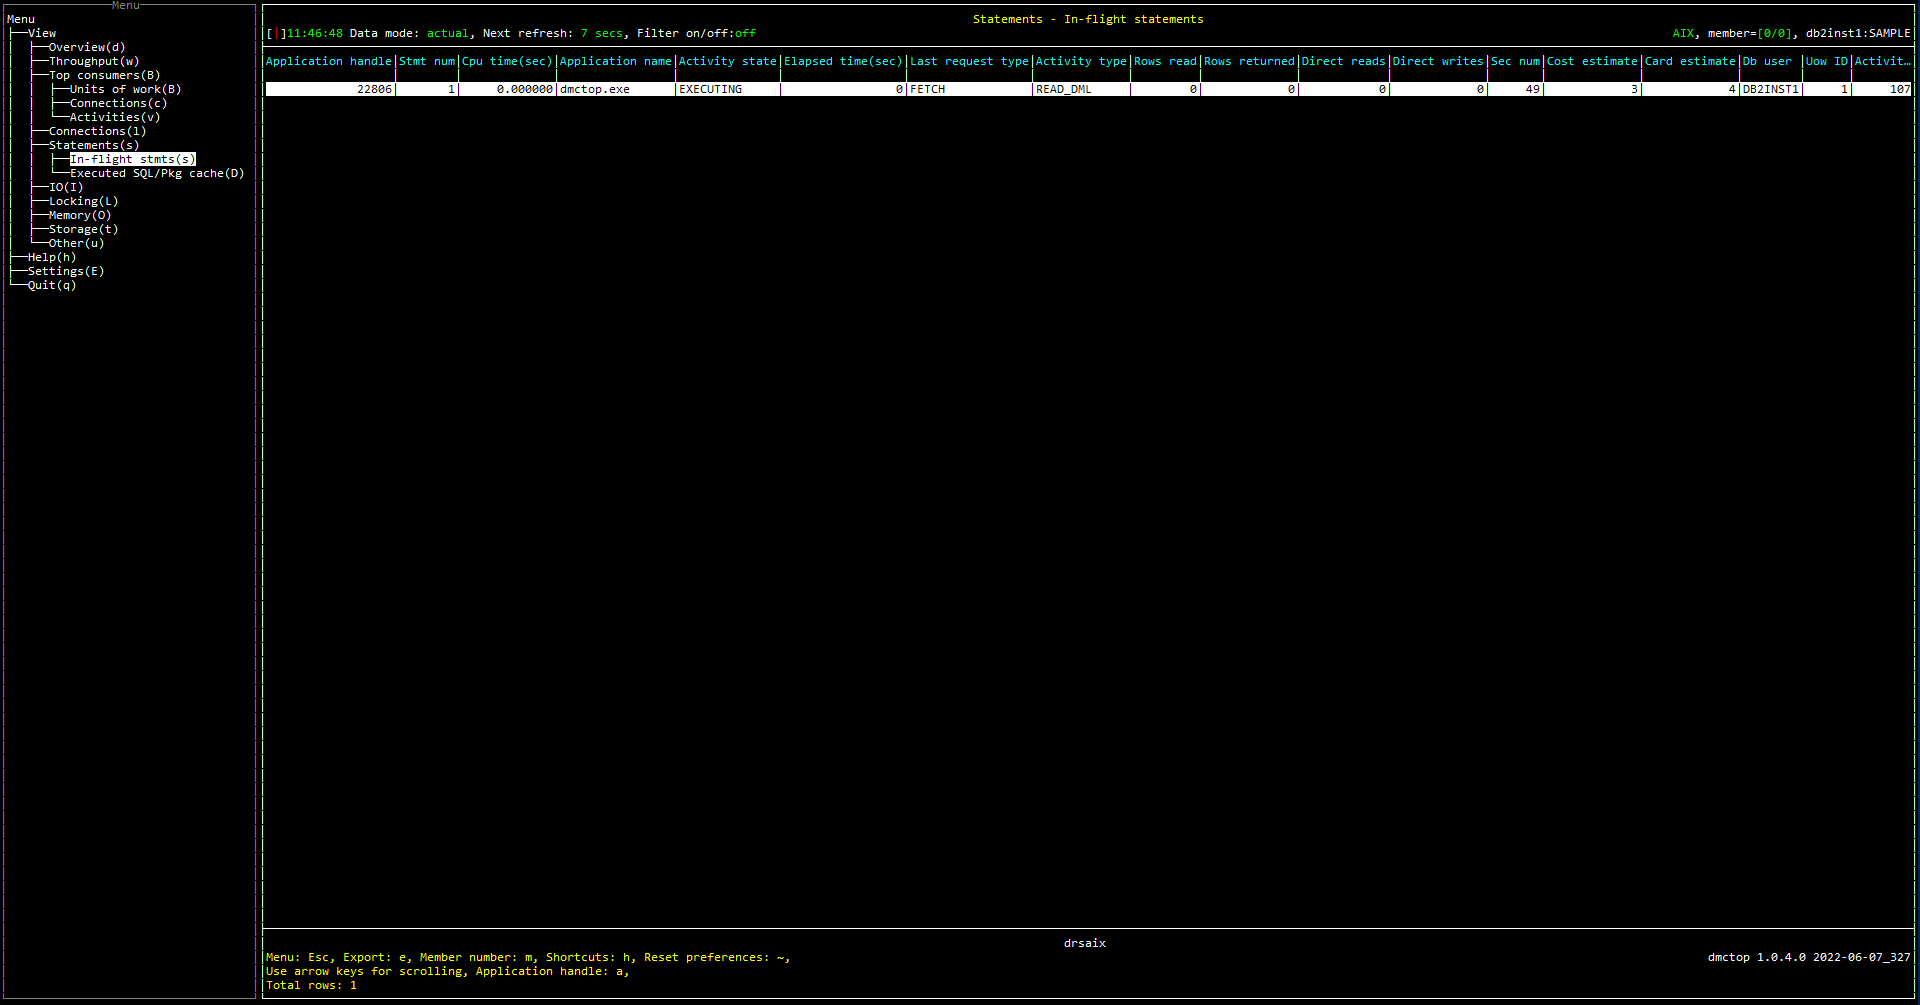 Menu
Menu
View
Overview(d)
Throughput(w)
Top consumers(B)
Units of work(B)
Connections(c)
Activities(v)
Connections(l)
Statements(s)
In-flight stmts(s)
Executed SQL/Pkg cache(D)
IO(I)
Locking(L)
Memory(O)
Storage(t)
Other(u)
Help(h)
Settings(E)
Quit(q)
Statements - In-flight statements
[|]11:46:48 Data mode: actual, Next refresh: 7 secs, Filter on/off:off AIX, member=[0/0], db2inst1:SAMPLE
Application handle|Stmt num|Cpu time(sec)|Application name|Activity state|Elapsed time(sec)|Last request type|Activity type|Rows read|Rows returned|Direct reads|Direct writes|Sec num|Cost estimate|Card estimate|Db user |Uow ID|Activit…
22806| 1| 0.000000|dmctop.exe |EXECUTING | 0|FETCH |READ_DML | 0| 0| 0| 0| 49| 3| 4|DB2INST1| 1| 107
drsaix
Menu: Esc, Export: e, Member number: m, Shortcuts: h, Reset preferences: ~, dmctop 1.0.4.0 2022-06-07_327
Use arrow keys for scrolling, Application handle: a,
Total rows: 1